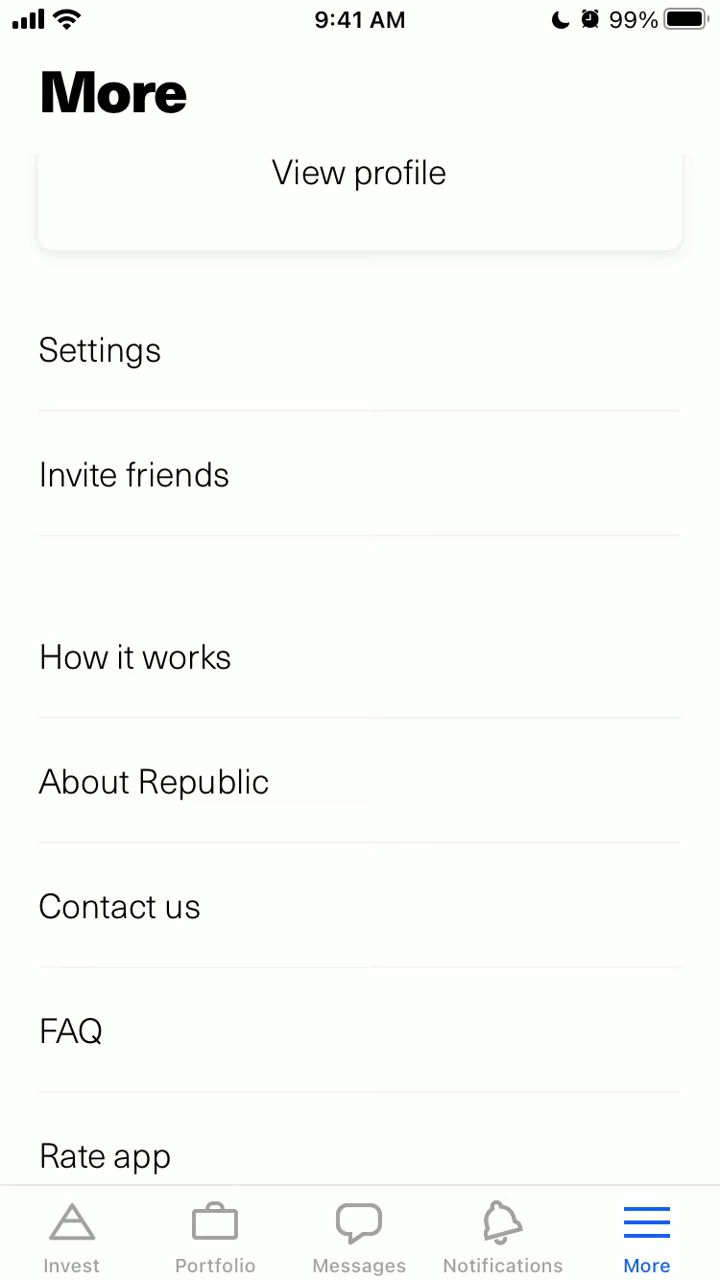 9:41 AM
99%
More
View profile
Settings
Invite friends
How it works
About Republic
Contact us
FAQ
Rate app
Invest
Portfolio
Messages
Notifications
More